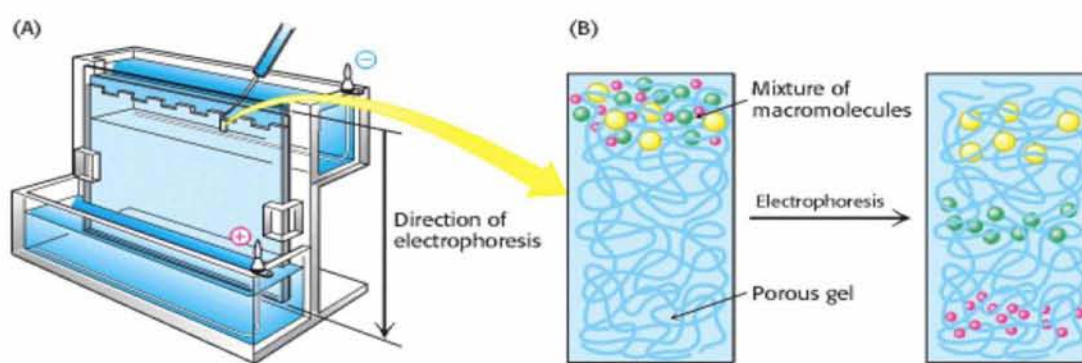 (A)
−
+
Direction of
electrophoresis
(B)
Mixture of
macromolecules
Electrophoresis
Porous gel